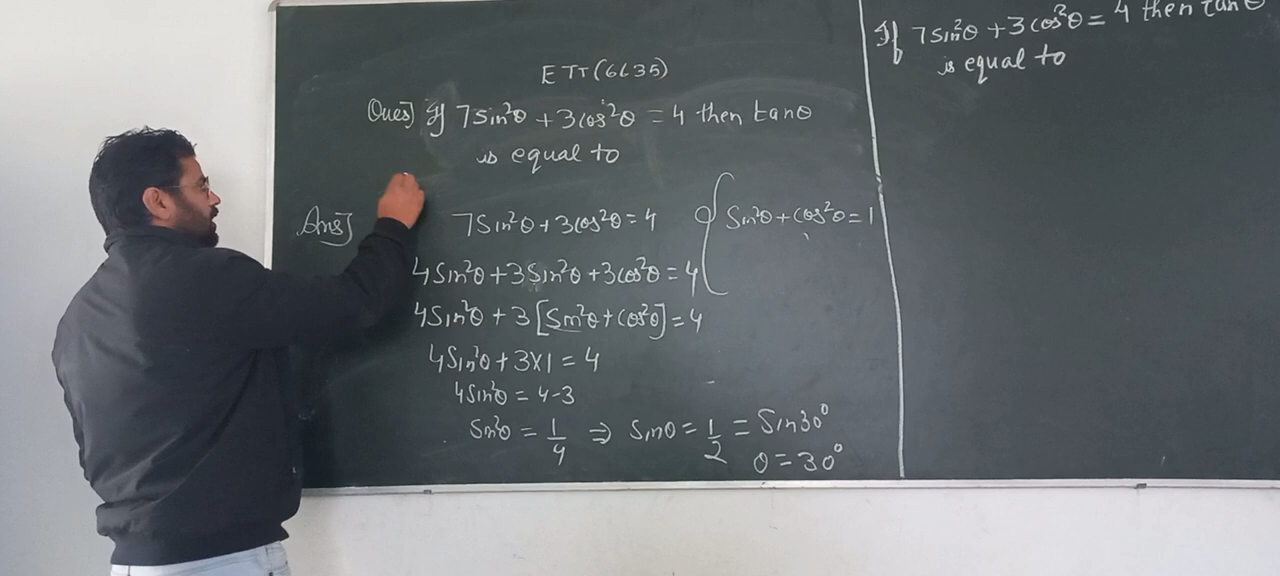 ETT(6635)
Ques] If 7sin²θ + 3cos²θ = 4 then tanθ
is equal to
Ans] 7Sin²θ + 3cos²θ = 4
Sin²θ + cos²θ = 1
4Sin²θ + 3Sin²θ + 3cos²θ = 4
4Sin²θ + 3[Sin²θ + cos²θ] = 4
4Sin²θ + 3×1 = 4
4Sin²θ = 4-3
Sin²θ = 1/4 ⇒ Sinθ = 1/2 = Sin30°
θ = 30°
If 7sin²θ + 3cos²θ = 4 then tanθ
is equal to